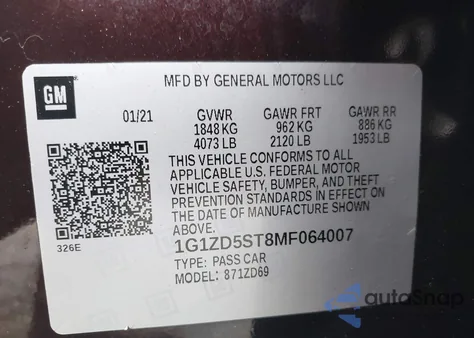 MFD BY GENERAL MOTORS LLC
GM
01/21 GVWR GAWR FRT GAWR RR
1848 KG 962 KG 886 KG
4073 LB 2120 LB 1953 LB
THIS VEHICLE CONFORMS TO ALL
APPLICABLE U.S. FEDERAL MOTOR
VEHICLE SAFETY, BUMPER, AND THEFT
PREVENTION STANDARDS IN EFFECT ON
THE DATE OF MANUFACTURE SHOWN
ABOVE.
326E
1G1ZD5ST8MF064007
TYPE: PASS CAR
MODEL: 871ZD69
autoSnap